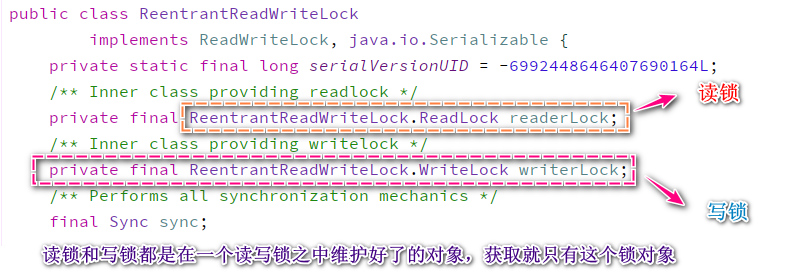 public class ReentrantReadWriteLock
implements ReadWriteLock, java.io.Serializable {
private static final long serialVersionUID = -6992448646407690164L;
/** Inner class providing readlock */
private final ReentrantReadWriteLock.ReadLock readerLock;
读锁
/** Inner class providing writelock */
private final ReentrantReadWriteLock.WriteLock writerLock;
/** Performs all synchronization mechanics */
写锁
final Sync sync;
读锁和写锁都是在一个读写锁之中维护好了的对象，获取就只有这个锁对象